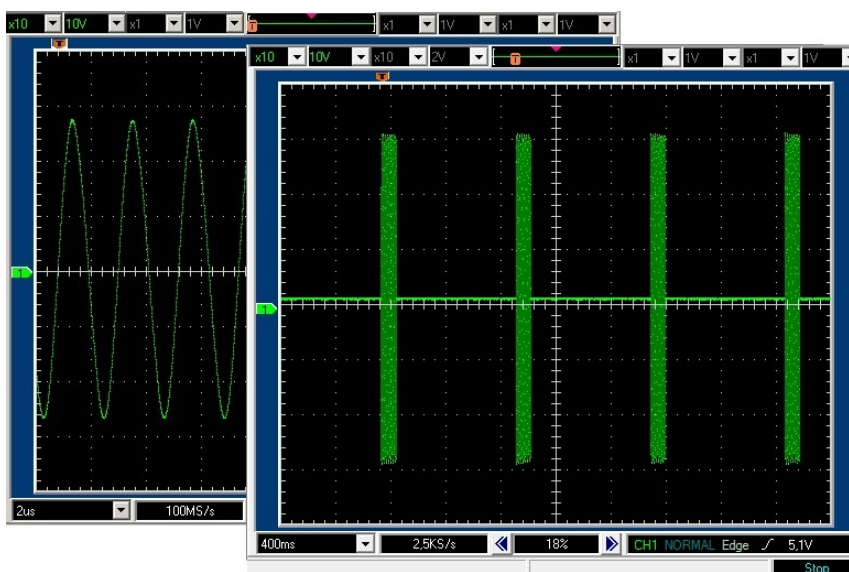 x10 10V x1 1V T x1 1V x1 1V
T
x10 10V x10 2V T x1 1V x1 1V
T
1
1
2us 100MS/s
400ms 2,5KS/s 18% CH1 NORMAL Edge 5,1V
Stop